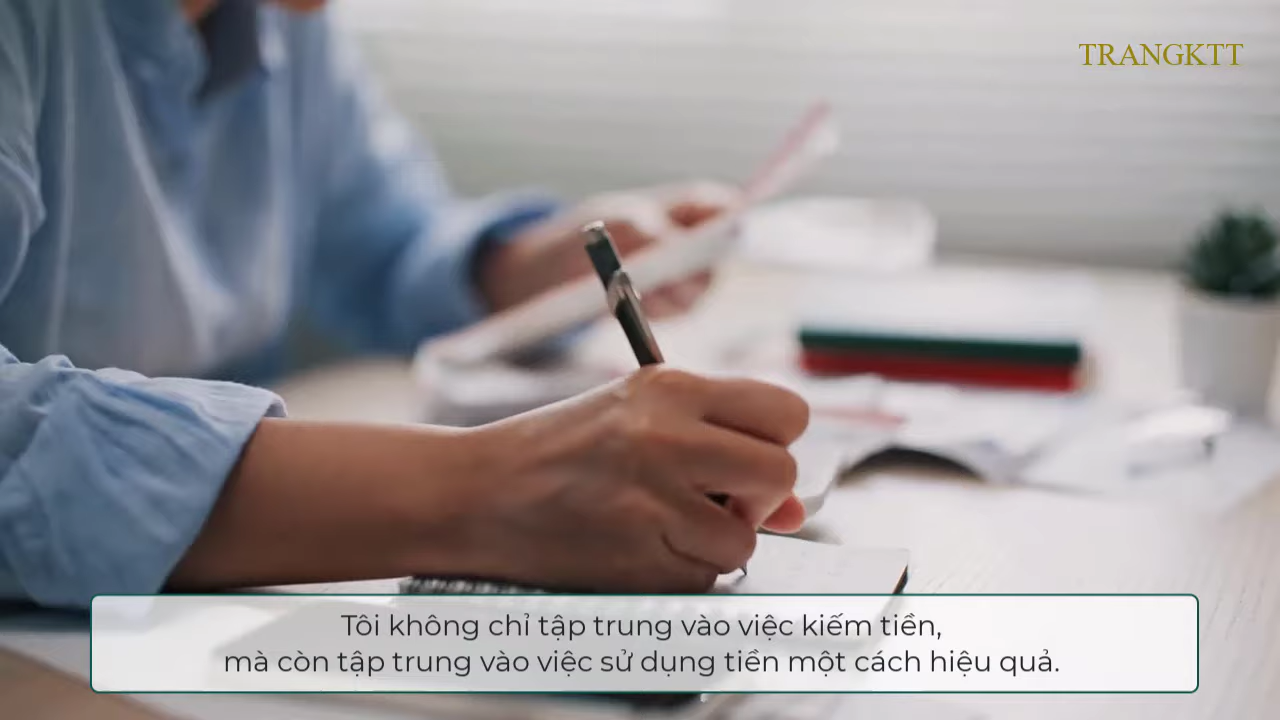 TRANGKTT
Tôi không chỉ tập trung vào việc kiếm tiền,
mà còn tập trung vào việc sử dụng tiền một cách hiệu quả.